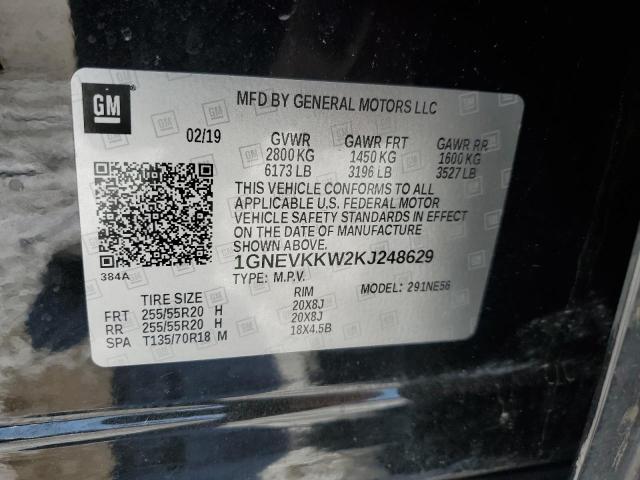 GM
MFD BY GENERAL MOTORS LLC
02/19 GVWR GAWR FRT GAWR RR
2800 KG 1450 KG 1600 KG
6173 LB 3196 LB 3527 LB
THIS VEHICLE CONFORMS TO ALL
APPLICABLE U.S. FEDERAL MOTOR
VEHICLE SAFETY STANDARDS IN EFFECT
ON THE DATE OF MANUFACTURE
SHOWN ABOVE.
384A
1GNEVKKW2KJ248629
TYPE: M.P.V. 291NE56
TIRE SIZE RIM
FRT 255/55R20 H 20X8J
RR 255/55R20 H 20X8J
SPA T135/70R18 M 18X4.5B